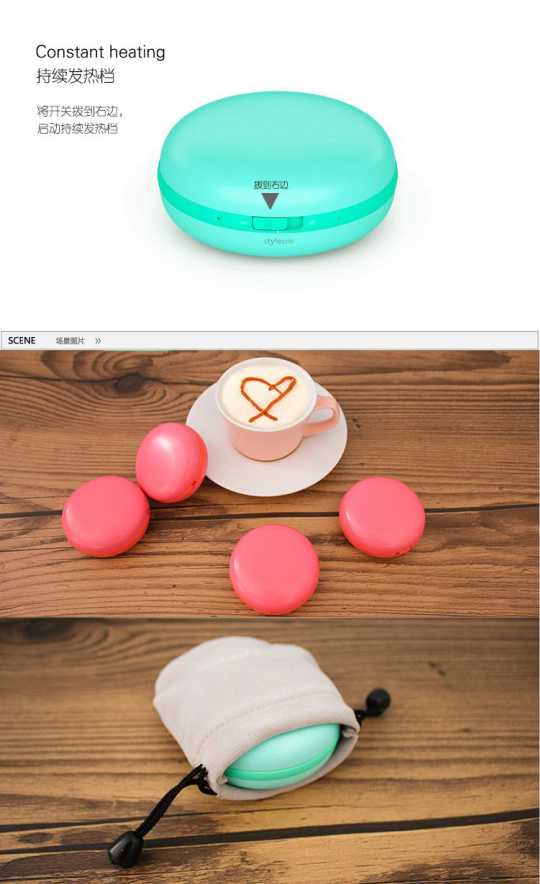 Constant heating
持续发热档
将开关拨到右边，
启动持续发热档
拨到右边
SCENE 场景图片 »